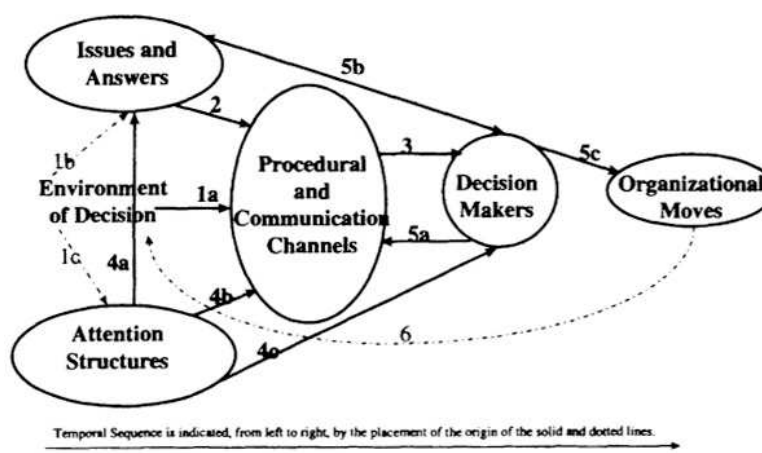 Issues and
Answers
5b
2
1b
3
5c
Procedural
and
Communication
Channels
Environment
of Decision
1a
Decision
Makers
Organizational
Moves
5a
1c
4a
4b
Attention
Structures
4c
6
Temporal Sequence is indicated, from left to right, by the placement of the origin of the solid and dotted lines.